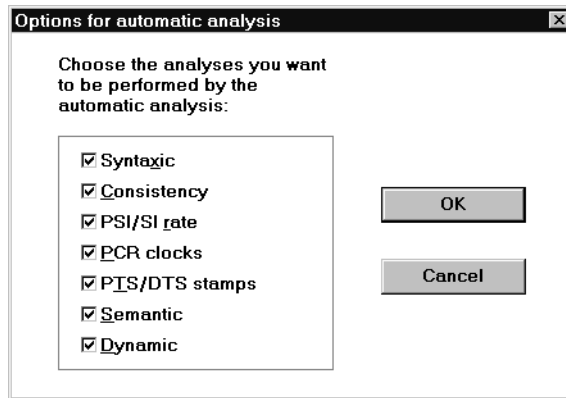 Options for automatic analysis
Choose the analyses you want
to be performed by the
automatic analysis:
Syntaxic
Consistency
PSI/SI rate
PCR clocks
PTS/DTS stamps
Semantic
Dynamic
OK
Cancel